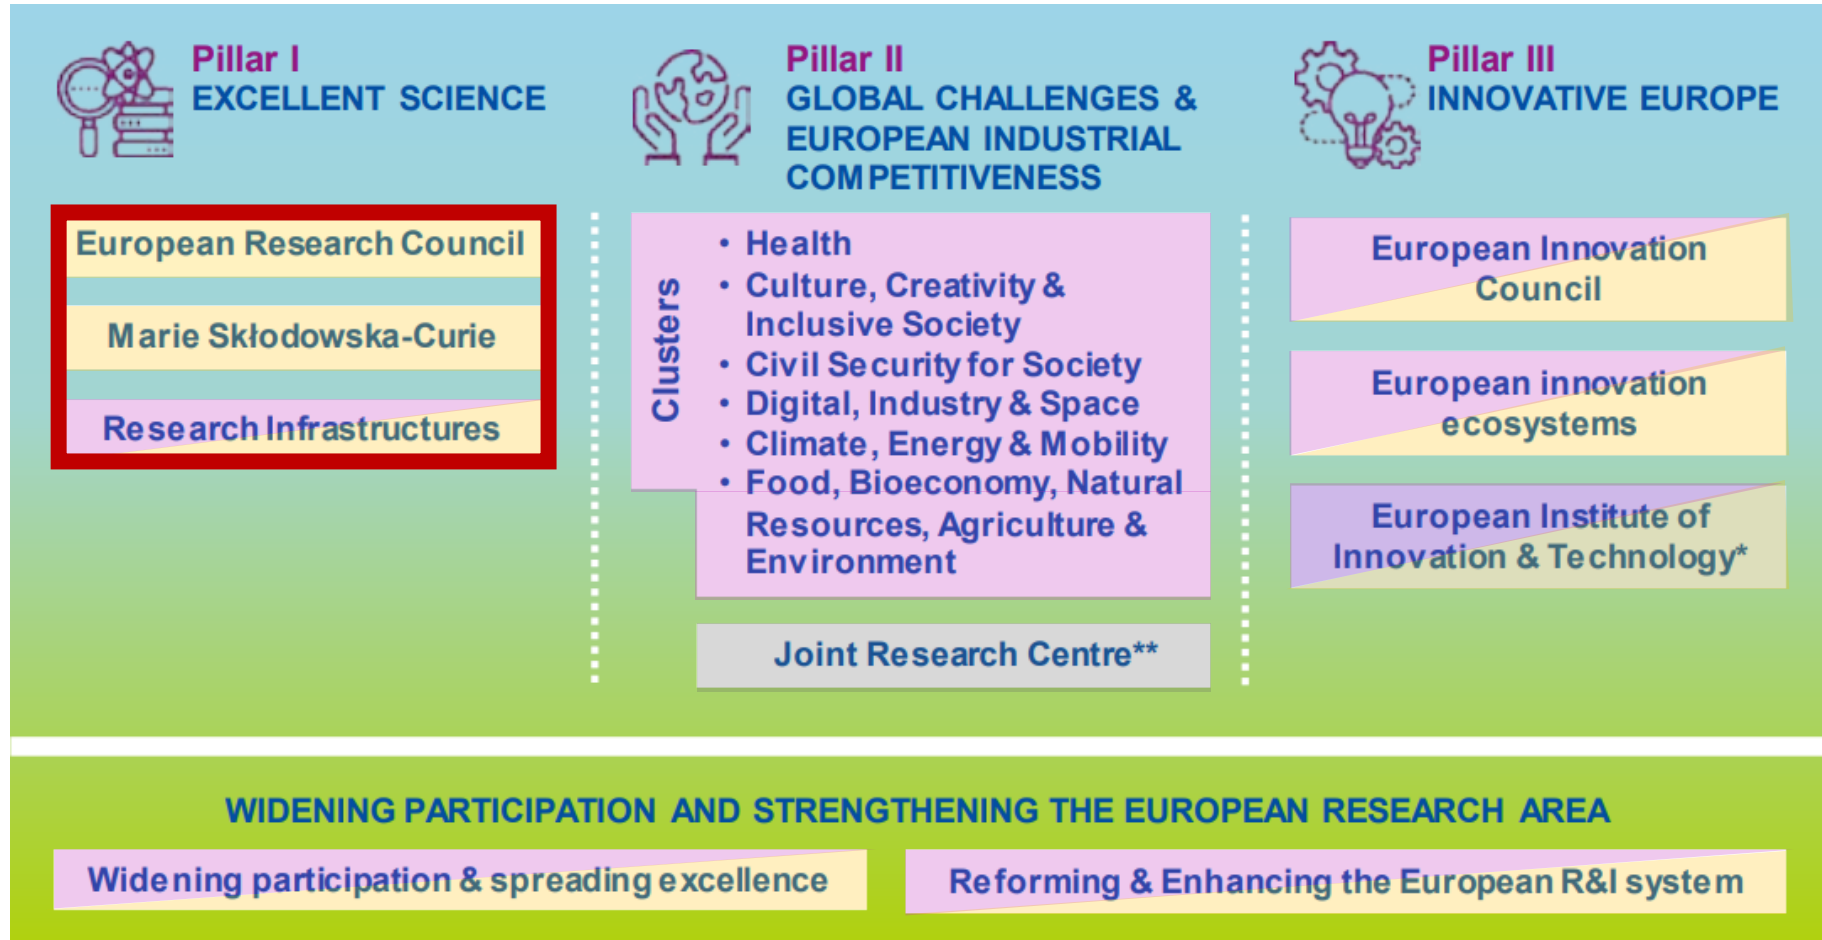 Pillar I
EXCELLENT SCIENCE
European Research Council
Marie Skłodowska-Curie
Research Infrastructures
Pillar II
GLOBAL CHALLENGES &
EUROPEAN INDUSTRIAL
COMPETITIVENESS
Clusters
• Health
• Culture, Creativity &
Inclusive Society
• Civil Security for Society
• Digital, Industry & Space
• Climate, Energy & Mobility
• Food, Bioeconomy, Natural
Resources, Agriculture &
Environment
Joint Research Centre**
Pillar III
INNOVATIVE EUROPE
European Innovation
Council
European innovation
ecosystems
European Institute of
Innovation & Technology*
WIDENING PARTICIPATION AND STRENGTHENING THE EUROPEAN RESEARCH AREA
Widening participation & spreading excellence
Reforming & Enhancing the European R&I system